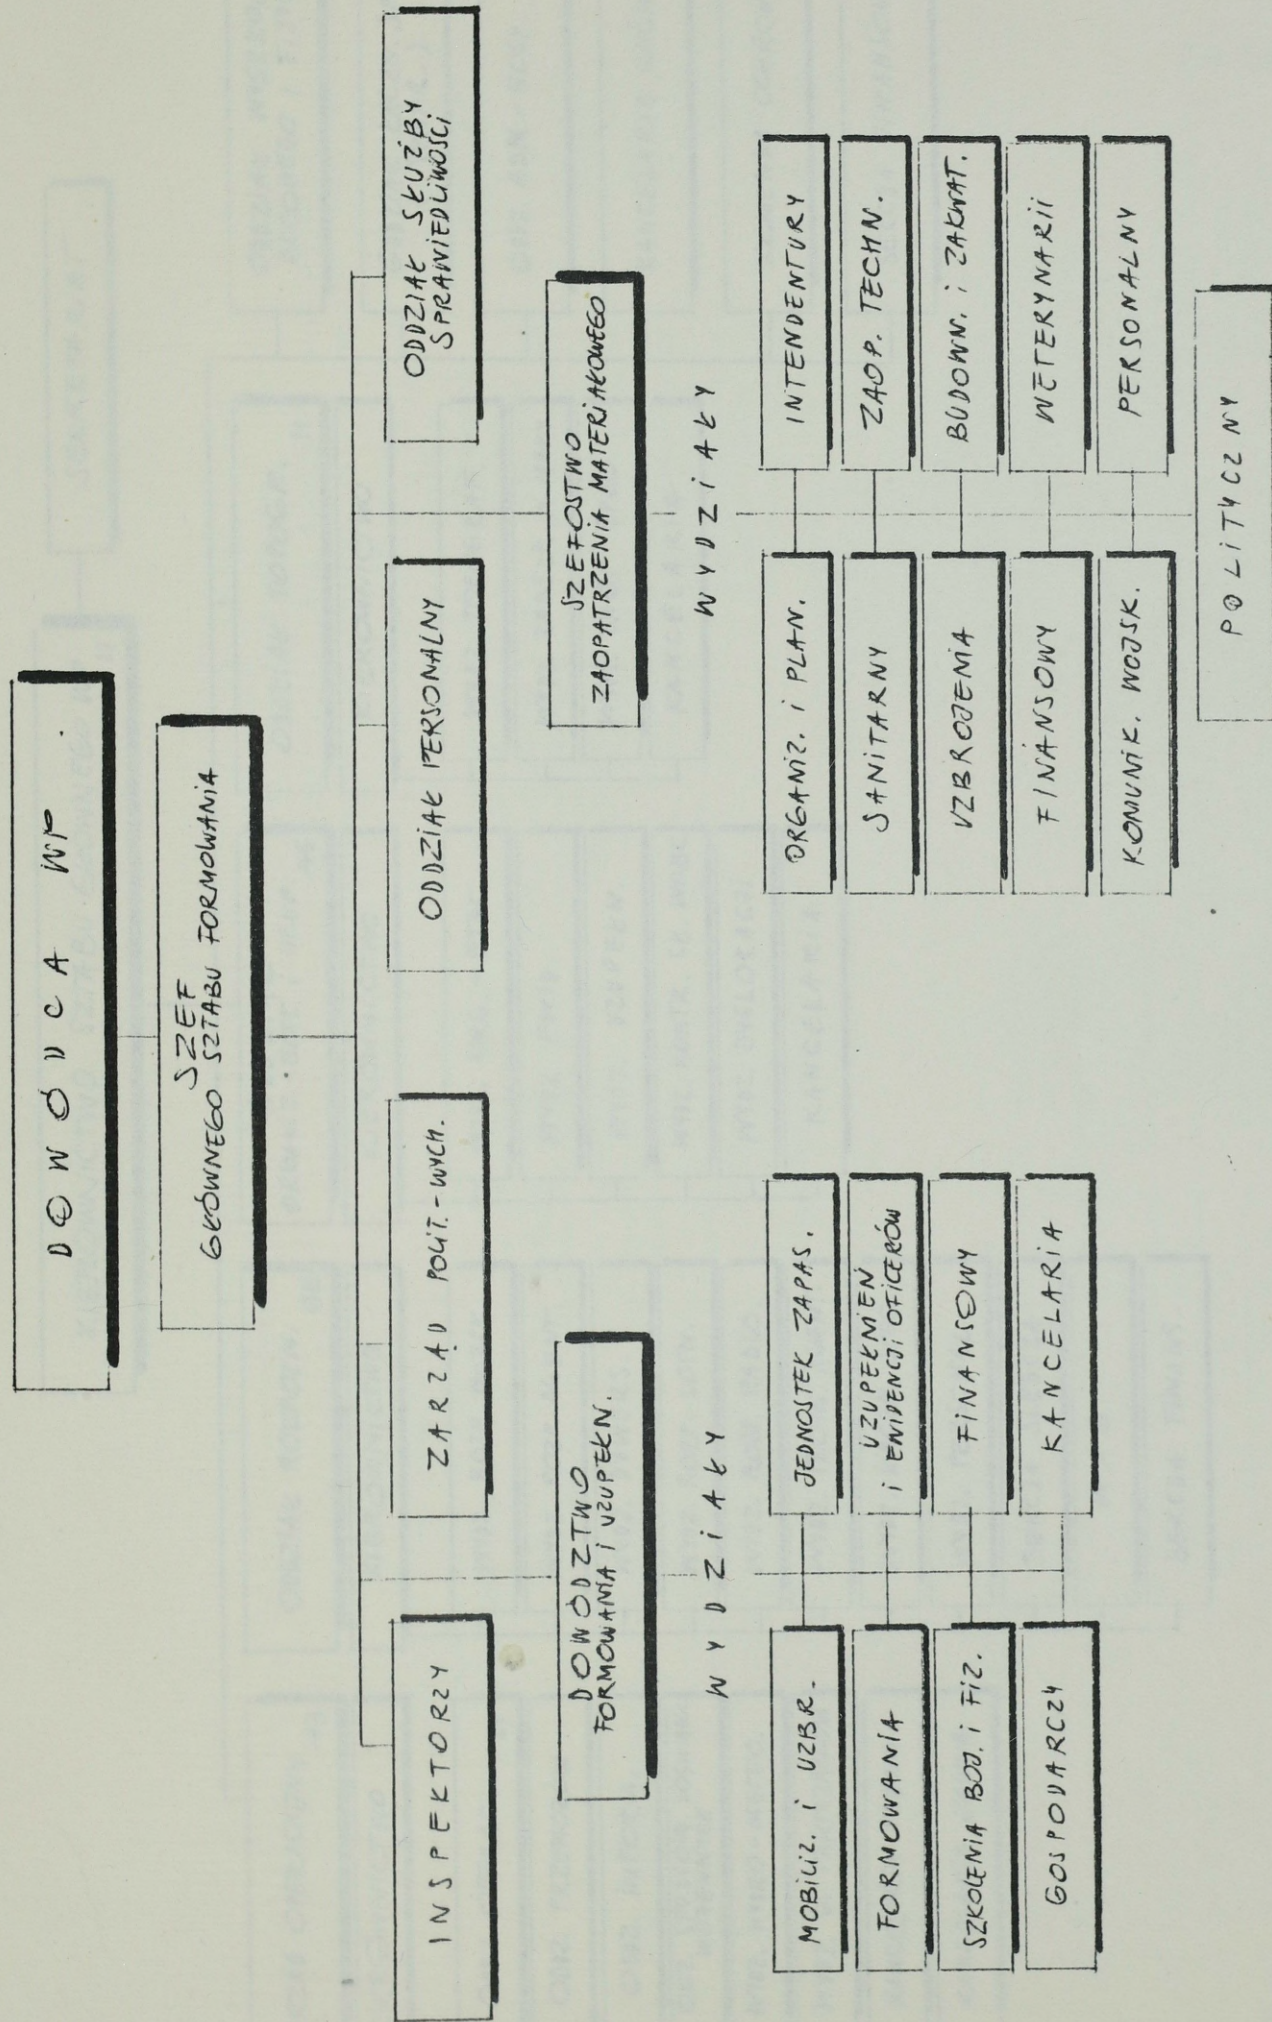 DOWÓDCA WP
SZEF
GŁÓWNEGO SZTABU FORMOWANIA
INSPEKTORZY
ZARZĄD POLIT.-WYCH.
ODDZIAŁ PERSONALNY
ODDZIAŁ SŁUŻBY
SPRAWIEDLIWOŚCI
DOWÓDZTWO
FORMOWANIA I UZUPEŁN.
SZEFOSTWO
ZAOPATRZENIA MATERIAŁOWEGO
WYDZIAŁY
MOBILIZ. i UZBR.
JEDNOSTEK ZAPAS.
FORMOWANIA
UZUPEŁNIEŃ
i EWIDENCJI OFICERÓW
SZKOLENIA BOJ. i FIZ.
FINANSOWY
GOSPODARCZY
KANCELARIA
WYDZIAŁY
ORGANIZ. i PLAN.
INTENDENTURY
SANITARNY
ZAOP. TECHN.
UZBROJENIA
BUDOWN. i ZAKWAT.
FINANSOWY
WETERYNARII
KOMUNIK. WOJSK.
PERSONALNY
POLITYCZNY